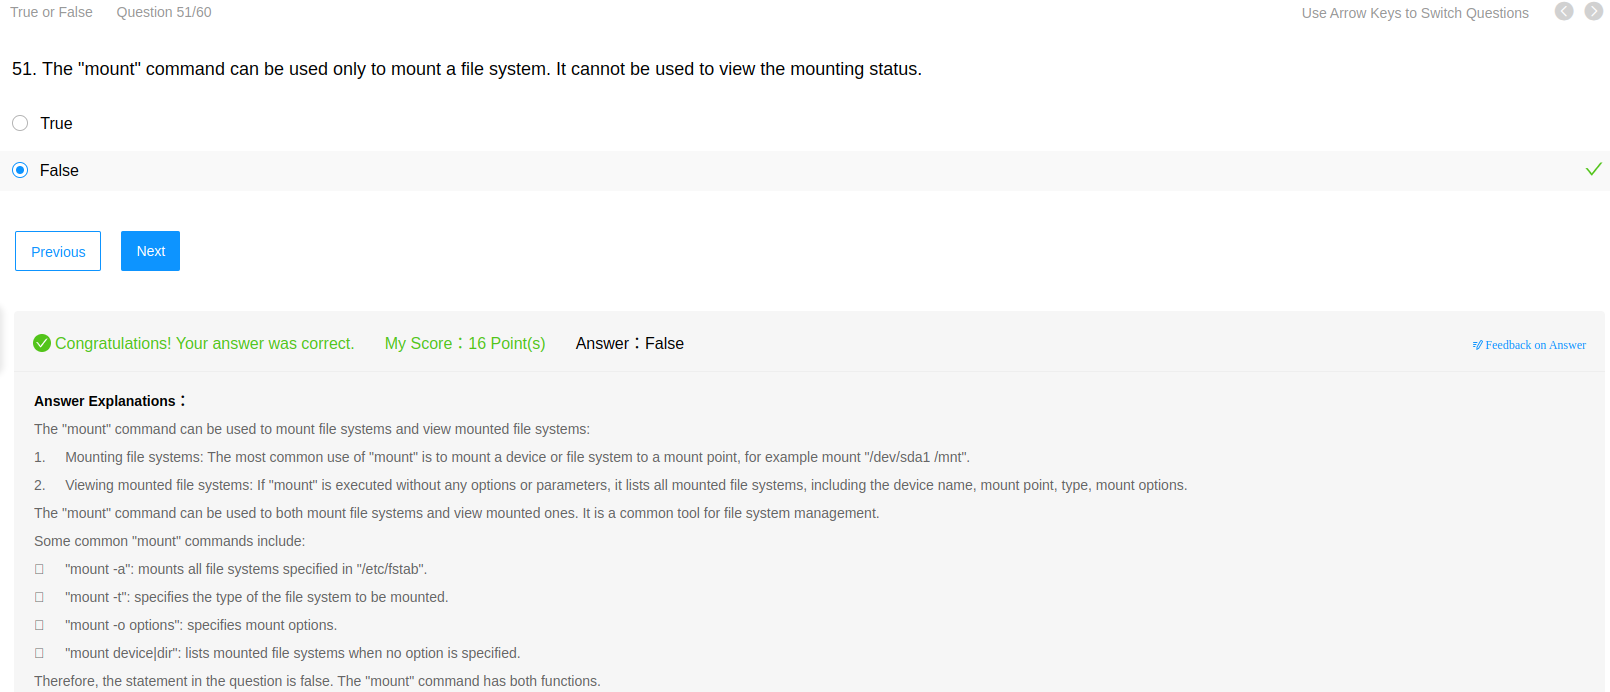 True or False Question 51/60 Use Arrow Keys to Switch Questions
51. The "mount" command can be used only to mount a file system. It cannot be used to view the mounting status.
True
False
Previous Next
Congratulations! Your answer was correct. My Score：16 Point(s) Answer：False Feedback on Answer
Answer Explanations：
The "mount" command can be used to mount file systems and view mounted file systems:
1. Mounting file systems: The most common use of "mount" is to mount a device or file system to a mount point, for example mount "/dev/sda1 /mnt".
2. Viewing mounted file systems: If "mount" is executed without any options or parameters, it lists all mounted file systems, including the device name, mount point, type, mount options.
The "mount" command can be used to both mount file systems and view mounted ones. It is a common tool for file system management.
Some common "mount" commands include:
"mount -a": mounts all file systems specified in "/etc/fstab".
"mount -t": specifies the type of the file system to be mounted.
"mount -o options": specifies mount options.
"mount device|dir": lists mounted file systems when no option is specified.
Therefore, the statement in the question is false. The "mount" command has both functions.